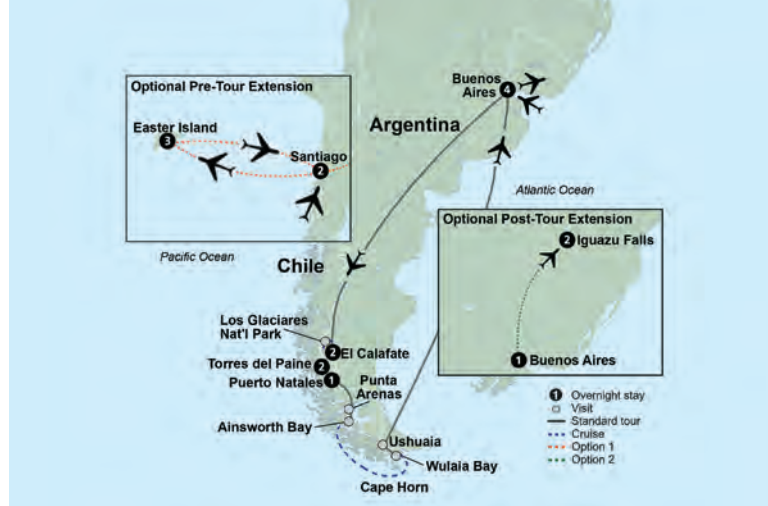 Optional Pre-Tour Extension
Easter Island
3
Santiago
2
Pacific Ocean
Buenos
Aires
4
Argentina
Atlantic Ocean
Optional Post-Tour Extension
2
Iguazu Falls
1
Buenos Aires
Chile
Los Glaciares
Nat'l Park
2
El Calafate
Torres del Paine
2
Puerto Natales
1
Punta
Arenas
Ainsworth Bay
Ushuaia
Wulaia Bay
Cape Horn
1 Overnight stay
Visit
Standard tour
Cruise
Option 1
Option 2